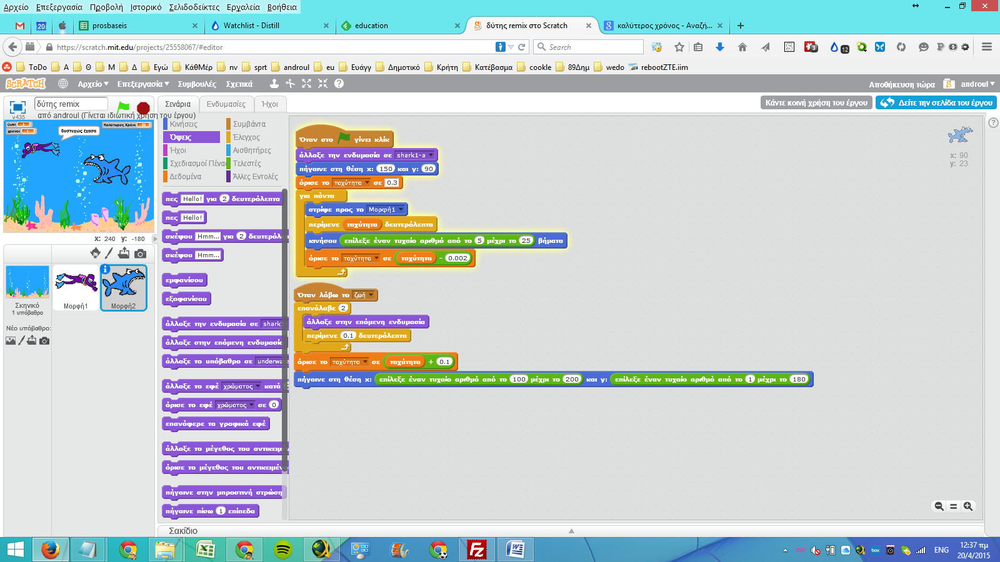 Αρχείο Επεξεργασία Προβολή Ιστορικό Σελιδοδείκτες Εργαλεία Βοήθεια
20 prosbaseis Watchlist - Distill education δύτης remix στο Scratch καλύτερος χρόνος - Αναζή...
https://scratch.mit.edu/projects/25558067/#editor Search 3 12
ToDo Α Θ Μ Δ Εγώ ΚάθΜέρ nv sprt androul eu Ευάγγ Δημοτικό Κρήτη Κατέβασμα cookle 89Δημ wedo rebootZTE.iim
SCRATCH Αρχείο Επεξεργασία Συμβουλές Σχετικά Αποθήκευση τώρα androul
v435 δύτης remix Σενάρια Ενδυμασίες Ήχοι Κάντε κοινή χρήση του έργου Δείτε την σελίδα του έργου
από androul (Γίνεται ιδιωτική χρήση του έργου)
Καλύτερος Χρόνος
δυστυχώς έχασα
x: 240 y: -180
Σκηνικό
1 υπόβαθρο
Μορφή1
Μορφή2
Νέο υπόβαθρο:
Κινήσεις Συμβάντα
Όψεις Έλεγχος
Ήχοι Αισθητήρες
Σχεδιασμοί Πένας Τελεστές
Δεδομένα Άλλες Εντολές
πες Hello! για 2 δευτερόλεπτα
πες Hello!
σκέψου Hmm... για 2 δευτερόλε
σκέψου Hmm...
εμφανίσου
εξαφανίσου
άλλαξε την ενδυμασία σε shark
άλλαξε στην επόμενη ενδυμασία
άλλαξε το υπόβαθρο σε underwa
άλλαξε το εφέ χρώματος κατά
όρισε το εφέ χρώματος σε 0
επανάφερε τα γραφικά εφέ
άλλαξε το μέγεθος του αντικειμ
όρισε το μέγεθος του αντικειμέν
πήγαινε στην μπροστινή στρώση
πήγαινε πίσω 1 επίπεδα
Όταν στο γίνει κλίκ
άλλαξε την ενδυμασία σε shark1-a
πήγαινε στη θέση x: 150 και y: 90
όρισε το ταχύτητα σε 0.3
για πάντα
στρίψε προς το Μορφή1
περίμενε ταχύτητα δευτερόλεπτα
κινήσου επίλεξε έναν τυχαίο αριθμό από το 5 μέχρι το 25 βήματα
όρισε το ταχύτητα σε ταχύτητα - 0.002
Όταν λάβω το ζωή
επανάλαβε 2
άλλαξε στην επόμενη ενδυμασία
περίμενε 0.1 δευτερόλεπτα
όρισε το ταχύτητα σε ταχύτητα + 0.1
πήγαινε στη θέση x: επίλεξε έναν τυχαίο αριθμό από το 100 μέχρι το 200 και y: επίλεξε έναν τυχαίο αριθμό από το 1 μέχρι το 180
x: 90
y: 23
Σακίδιο
box ENG 12:37 πμ
20/4/2015